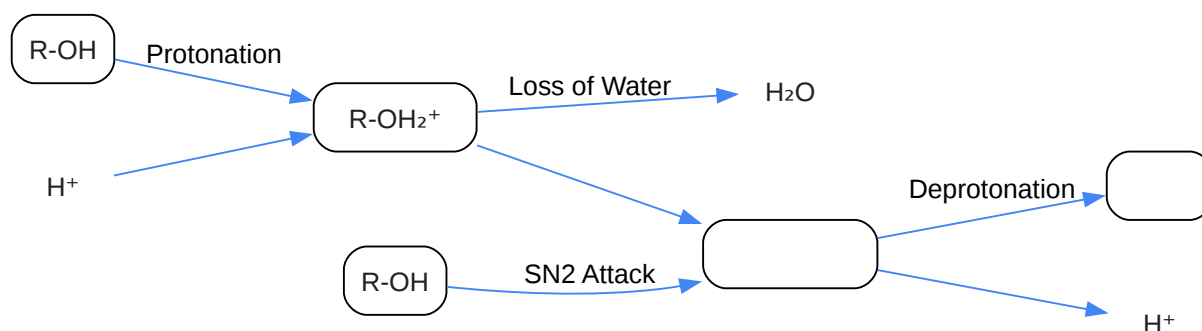 R-OH
Protonation
Loss of Water
H₂O
R-OH₂⁺
H⁺
Deprotonation
R-OH
SN2 Attack
H⁺